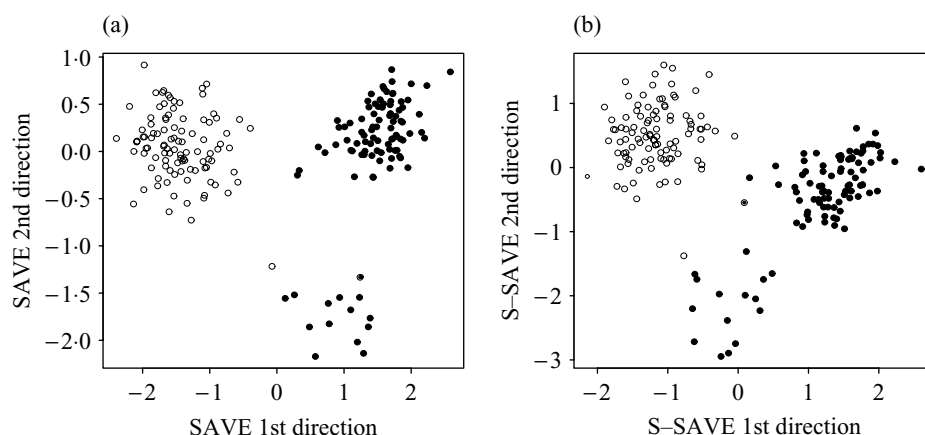 (a)
(b)
1·0
0·5
0·0
−0·5
−1·0
−1·5
−2·0
SAVE 2nd direction
−2 −1 0 1 2
SAVE 1st direction
1
0
−1
−2
−3
S−SAVE 2nd direction
−2 −1 0 1 2
S−SAVE 1st direction